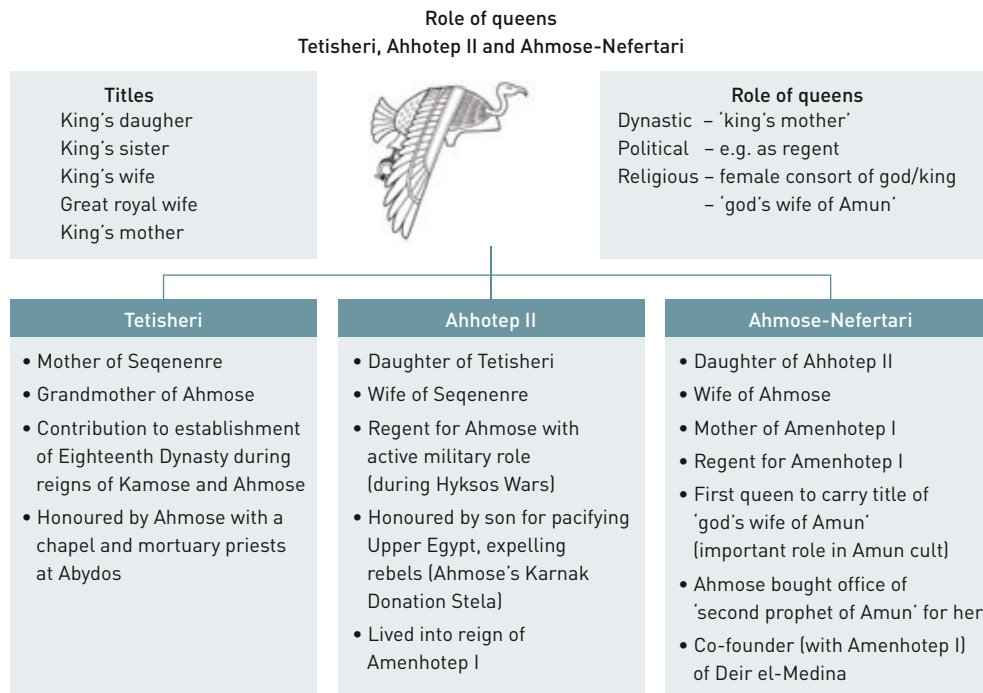 Role of queens
Tetisheri, Ahhotep II and Ahmose-Nefertari
Titles
King's daugher
King's sister
King's wife
Great royal wife
King's mother
Role of queens
Dynastic – 'king's mother'
Political – e.g. as regent
Religious – female consort of god/king
– 'god's wife of Amun'
Tetisheri
• Mother of Seqenenre
• Grandmother of Ahmose
• Contribution to establishment
of Eighteenth Dynasty during
reigns of Kamose and Ahmose
• Honoured by Ahmose with a
chapel and mortuary priests
at Abydos
Ahhotep II
• Daughter of Tetisheri
• Wife of Seqenenre
• Regent for Ahmose with
active military role
(during Hyksos Wars)
• Honoured by son for pacifying
Upper Egypt, expelling
rebels (Ahmose's Karnak
Donation Stela)
• Lived into reign of
Amenhotep I
Ahmose-Nefertari
• Daughter of Ahhotep II
• Wife of Ahmose
• Mother of Amenhotep I
• Regent for Amenhotep I
• First queen to carry title of
'god's wife of Amun'
(important role in Amun cult)
• Ahmose bought office of
'second prophet of Amun' for her
• Co-founder (with Amenhotep I)
of Deir el-Medina